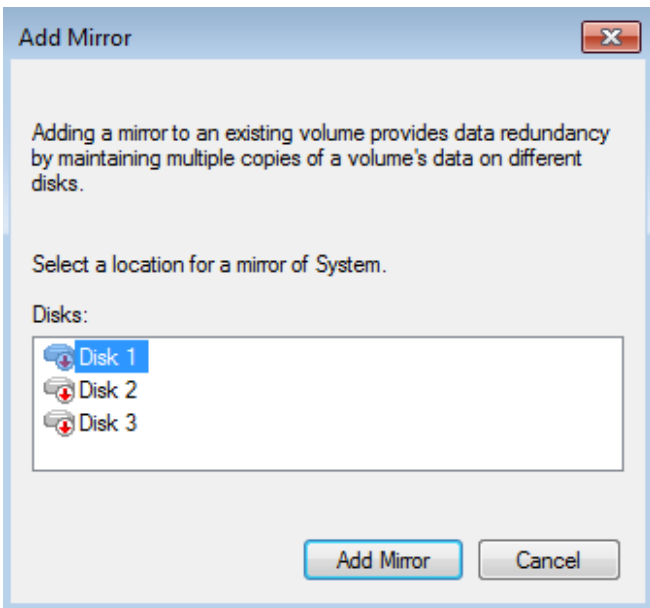 Add Mirror
Adding a mirror to an existing volume provides data redundancy
by maintaining multiple copies of a volume's data on different
disks.
Select a location for a mirror of System.
Disks:
Disk 1
Disk 2
Disk 3
Add Mirror Cancel